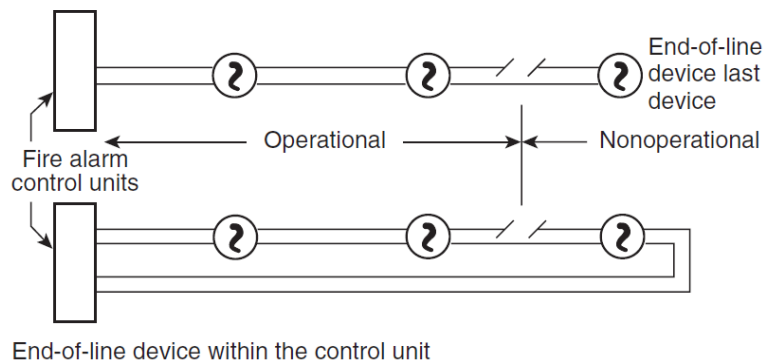 End-of-line
device last
device
Operational
Nonoperational
Fire alarm
control units
End-of-line device within the control unit